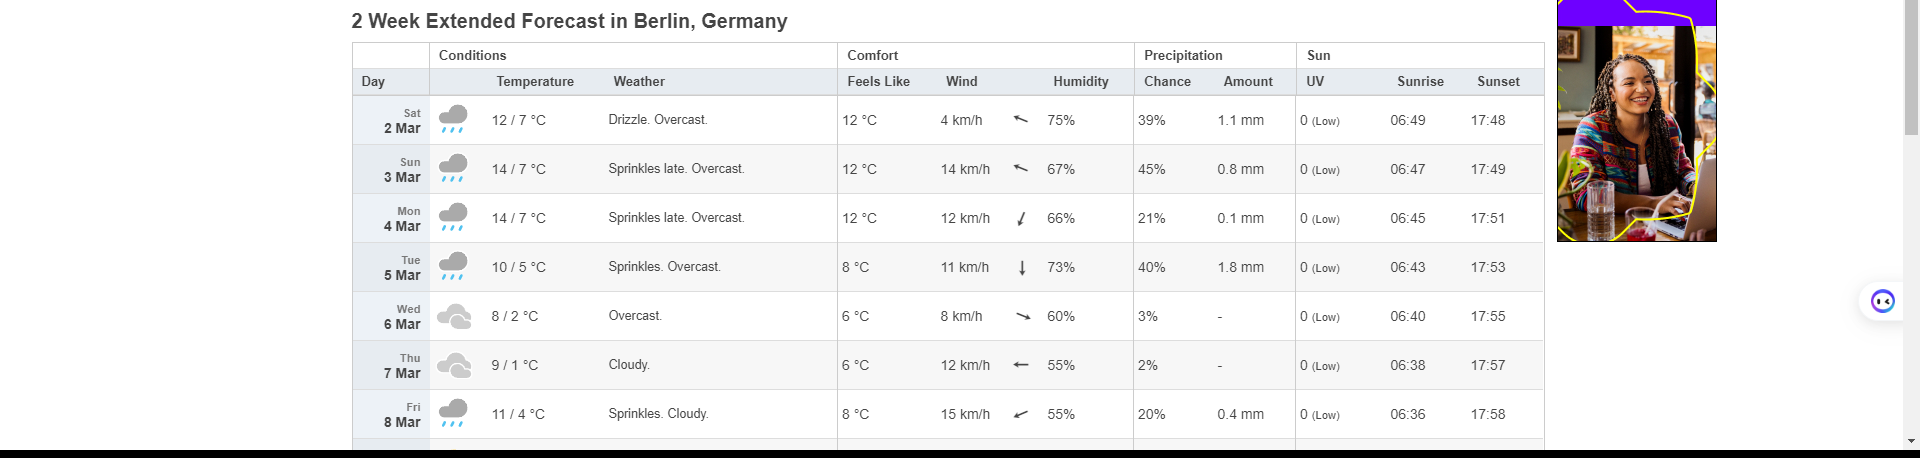 2 Week Extended Forecast in Berlin, Germany
Conditions Comfort Precipitation Sun
Day Temperature Weather Feels Like Wind Humidity Chance Amount UV Sunrise Sunset
Sat
2 Mar 12 / 7 °C Drizzle. Overcast. 12 °C 4 km/h 75% 39% 1.1 mm 0 (Low) 06:49 17:48
Sun
3 Mar 14 / 7 °C Sprinkles late. Overcast. 12 °C 14 km/h 67% 45% 0.8 mm 0 (Low) 06:47 17:49
Mon
4 Mar 14 / 7 °C Sprinkles late. Overcast. 12 °C 12 km/h 66% 21% 0.1 mm 0 (Low) 06:45 17:51
Tue
5 Mar 10 / 5 °C Sprinkles. Overcast. 8 °C 11 km/h 73% 40% 1.8 mm 0 (Low) 06:43 17:53
Wed
6 Mar 8 / 2 °C Overcast. 6 °C 8 km/h 60% 3% - 0 (Low) 06:40 17:55
Thu
7 Mar 9 / 1 °C Cloudy. 6 °C 12 km/h 55% 2% - 0 (Low) 06:38 17:57
Fri
8 Mar 11 / 4 °C Sprinkles. Cloudy. 8 °C 15 km/h 55% 20% 0.4 mm 0 (Low) 06:36 17:58